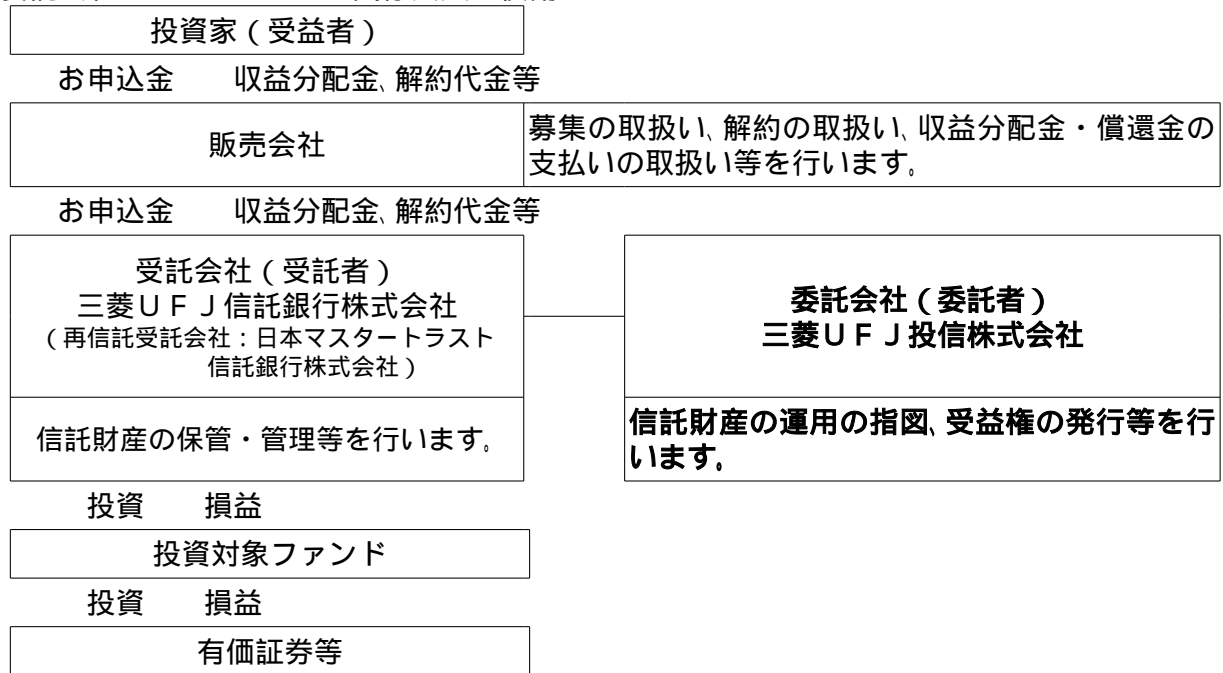 投資家（受益者）
お申込金　　収益分配金、解約代金等
販売会社
募集の取扱い、解約の取扱い、収益分配金・償還金の
支払いの取扱い等を行います。
お申込金　　収益分配金、解約代金等
受託会社（受託者）
三菱ＵＦＪ信託銀行株式会社
（再信託受託会社：日本マスタートラスト
信託銀行株式会社）
委託会社（委託者）
三菱ＵＦＪ投信株式会社
信託財産の保管・管理等を行います。
信託財産の運用の指図、受益権の発行等を行
います。
投資　　損益
投資対象ファンド
投資　　損益
有価証券等